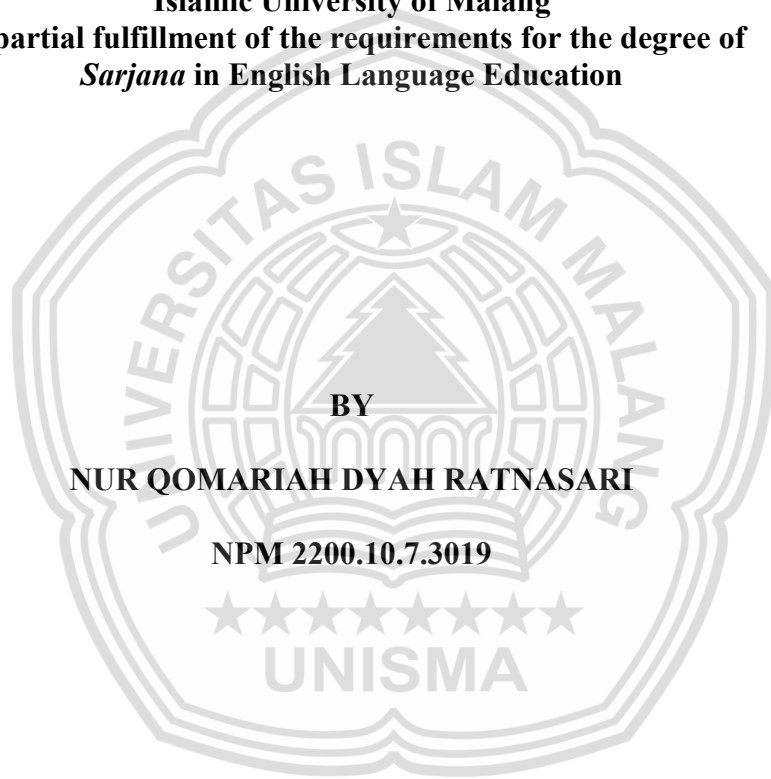 Islamic University of Malang
partial fulfillment of the requirements for the degree of
Sarjana in English Language Education
UNIVERSITAS ISLAM MALANG
BY
NUR QOMARIAH DYAH RATNASARI
NPM 2200.10.7.3019
UNISMA